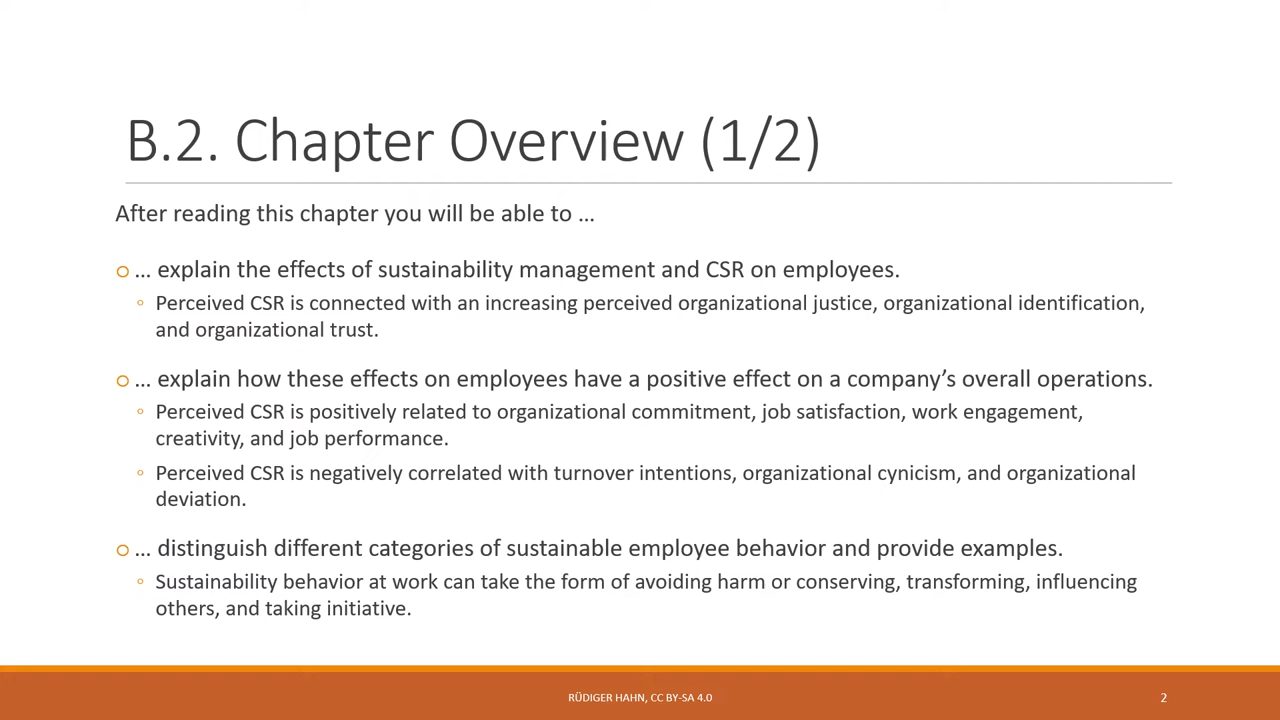 B.2. Chapter Overview (1/2)
After reading this chapter you will be able to …
o … explain the effects of sustainability management and CSR on employees.
◦ Perceived CSR is connected with an increasing perceived organizational justice, organizational identification,
and organizational trust.
o … explain how these effects on employees have a positive effect on a company’s overall operations.
◦ Perceived CSR is positively related to organizational commitment, job satisfaction, work engagement,
creativity, and job performance.
◦ Perceived CSR is negatively correlated with turnover intentions, organizational cynicism, and organizational
deviation.
o … distinguish different categories of sustainable employee behavior and provide examples.
◦ Sustainability behavior at work can take the form of avoiding harm or conserving, transforming, influencing
others, and taking initiative.
RÜDIGER HAHN, CC BY-SA 4.0
2